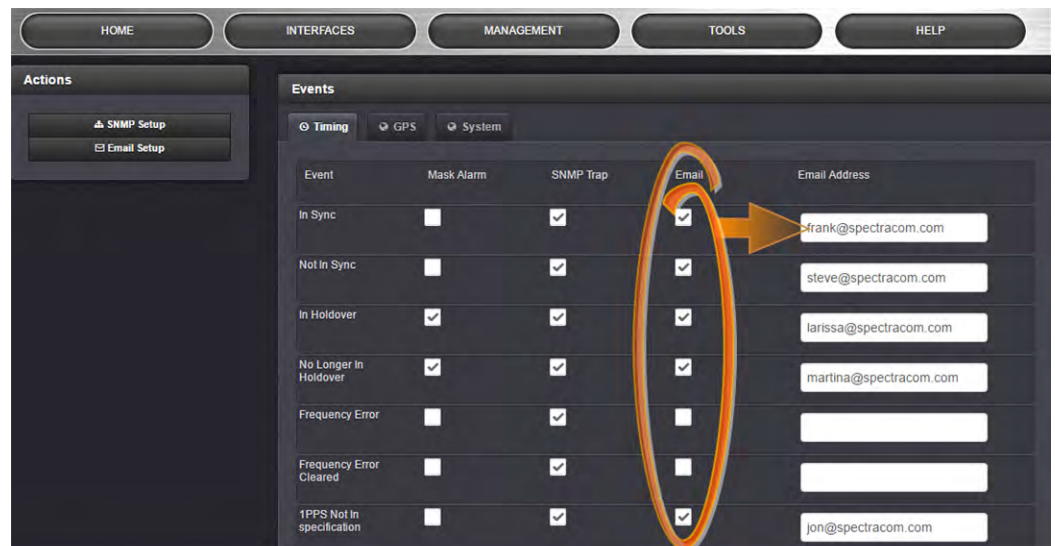 HOME
INTERFACES
MANAGEMENT
TOOLS
HELP
Actions
SNMP Setup
Email Setup
Events
Timing
GPS
System
Event
Mask Alarm
SNMP Trap
Email
Email Address
In Sync
frank@spectracom.com
Not In Sync
steve@spectracom.com
In Holdover
larissa@spectracom.com
No Longer In
Holdover
martina@spectracom.com
Frequency Error
Frequency Error
Cleared
1PPS Not In
specification
jon@spectracom.com